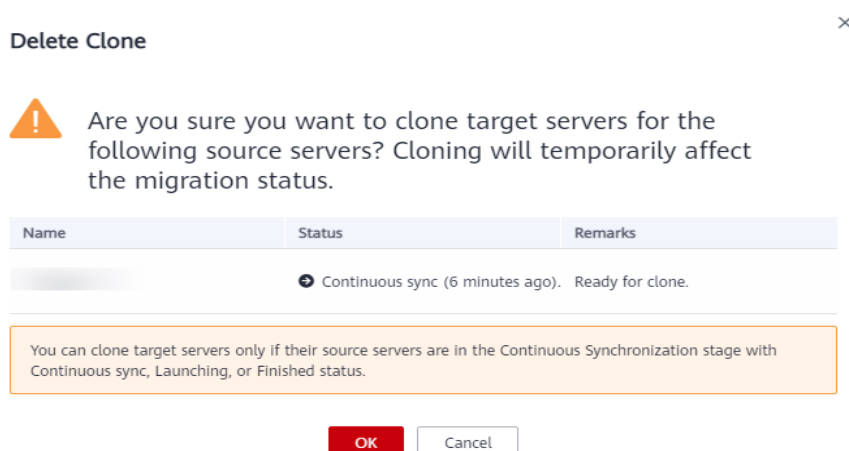 Delete Clone
Are you sure you want to clone target servers for the
following source servers? Cloning will temporarily affect
the migration status.
Name Status Remarks
Continuous sync (6 minutes ago). Ready for clone.
You can clone target servers only if their source servers are in the Continuous Synchronization stage with
Continuous sync, Launching, or Finished status.
OK Cancel